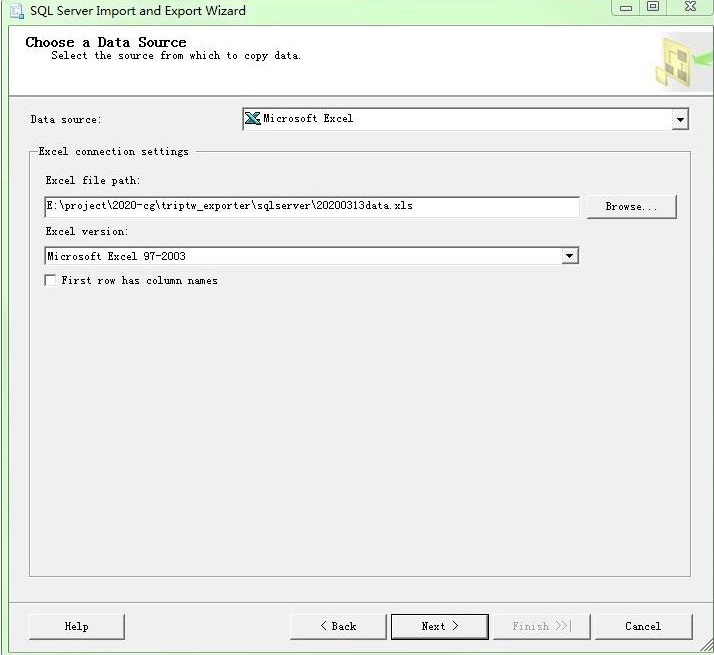 SQL Server Import and Export Wizard
Choose a Data Source
Select the source from which to copy data.
Data source:
Microsoft Excel
Excel connection settings
Excel file path:
E:\project\2020-cg\triptw_exporter\sqlserver\20200313data.xls
Browse...
Excel version:
Microsoft Excel 97-2003
First row has column names
Help
< Back
Next >
Finish >>|
Cancel